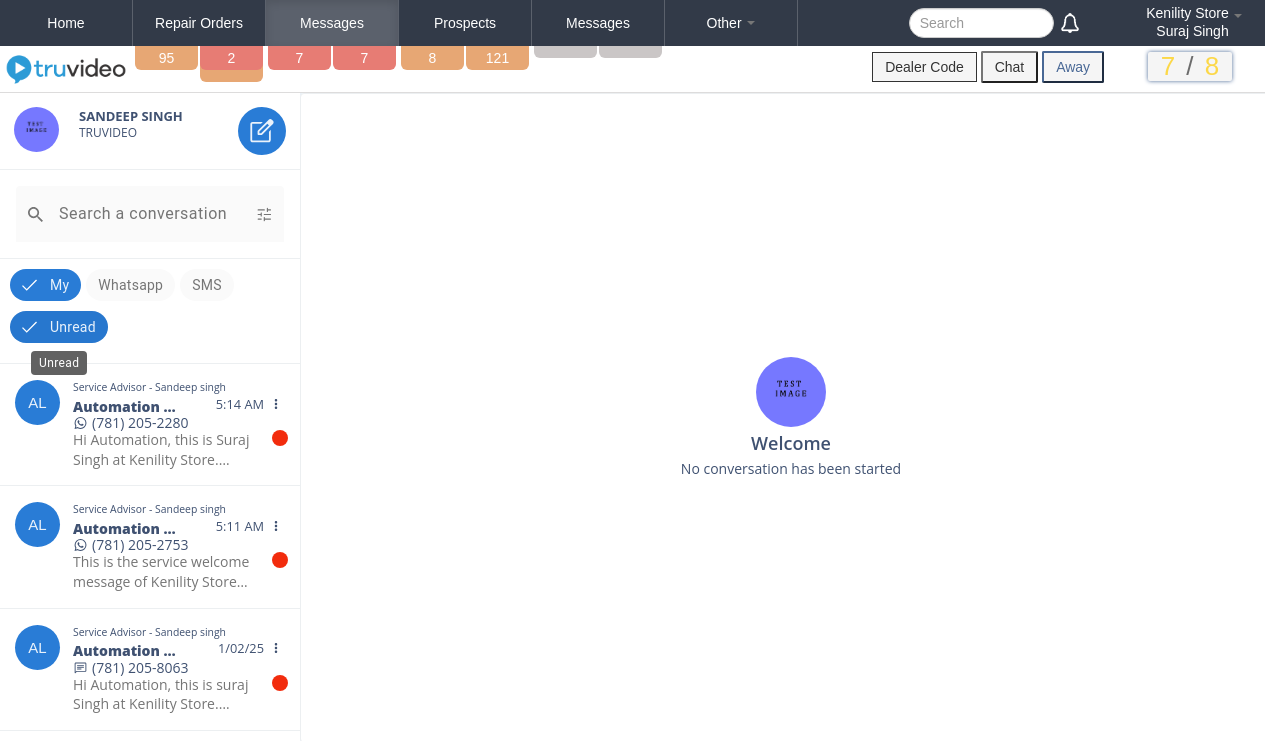 Home
Repair Orders
Messages
Prospects
Messages
Other
Search
Kenility Store
Suraj Singh
truvideo
95
2
7
7
8
121
Dealer Code
Chat
Away
7 / 8
SANDEEP SINGH
TRUVIDEO
TEST
IMAGE
Search a conversation
My
Whatsapp
SMS
Unread
Unread
AL
Service Advisor - Sandeep singh
Automation ...
5:14 AM
(781) 205-2280
Hi Automation, this is Suraj
Singh at Kenility Store....
AL
Service Advisor - Sandeep singh
Automation ...
5:11 AM
(781) 205-2753
This is the service welcome
message of Kenility Store...
AL
Service Advisor - Sandeep singh
Automation ...
1/02/25
(781) 205-8063
Hi Automation, this is suraj
Singh at Kenility Store....
TEST
IMAGE
Welcome
No conversation has been started